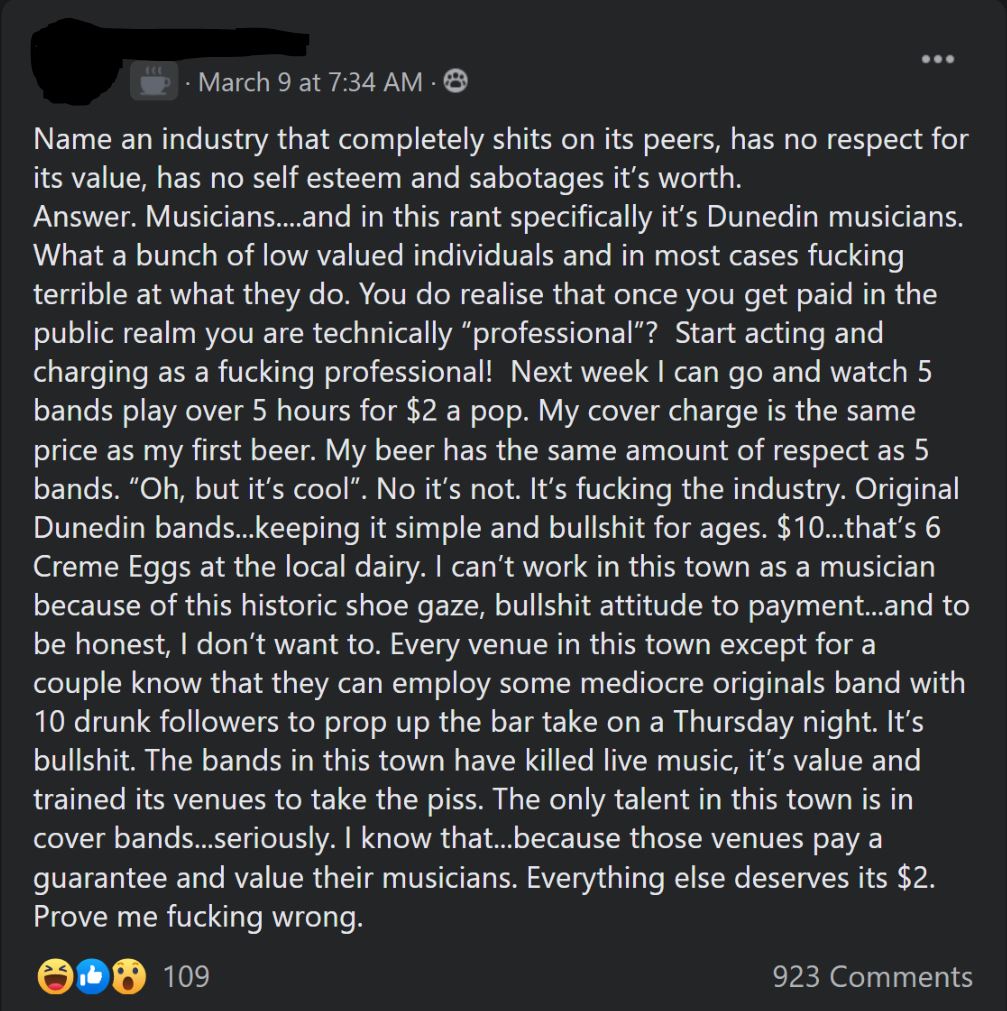 · March 9 at 7:34 AM ·
Name an industry that completely shits on its peers, has no respect for
its value, has no self esteem and sabotages it’s worth.
Answer. Musicians....and in this rant specifically it’s Dunedin musicians.
What a bunch of low valued individuals and in most cases fucking
terrible at what they do. You do realise that once you get paid in the
public realm you are technically “professional”?  Start acting and
charging as a fucking professional!  Next week I can go and watch 5
bands play over 5 hours for $2 a pop. My cover charge is the same
price as my first beer. My beer has the same amount of respect as 5
bands. “Oh, but it’s cool”. No it’s not. It’s fucking the industry. Original
Dunedin bands...keeping it simple and bullshit for ages. $10...that’s 6
Creme Eggs at the local dairy. I can’t work in this town as a musician
because of this historic shoe gaze, bullshit attitude to payment...and to
be honest, I don’t want to. Every venue in this town except for a
couple know that they can employ some mediocre originals band with
10 drunk followers to prop up the bar take on a Thursday night. It’s
bullshit. The bands in this town have killed live music, it’s value and
trained its venues to take the piss. The only talent in this town is in
cover bands...seriously. I know that...because those venues pay a
guarantee and value their musicians. Everything else deserves its $2.
Prove me fucking wrong.
109 923 Comments